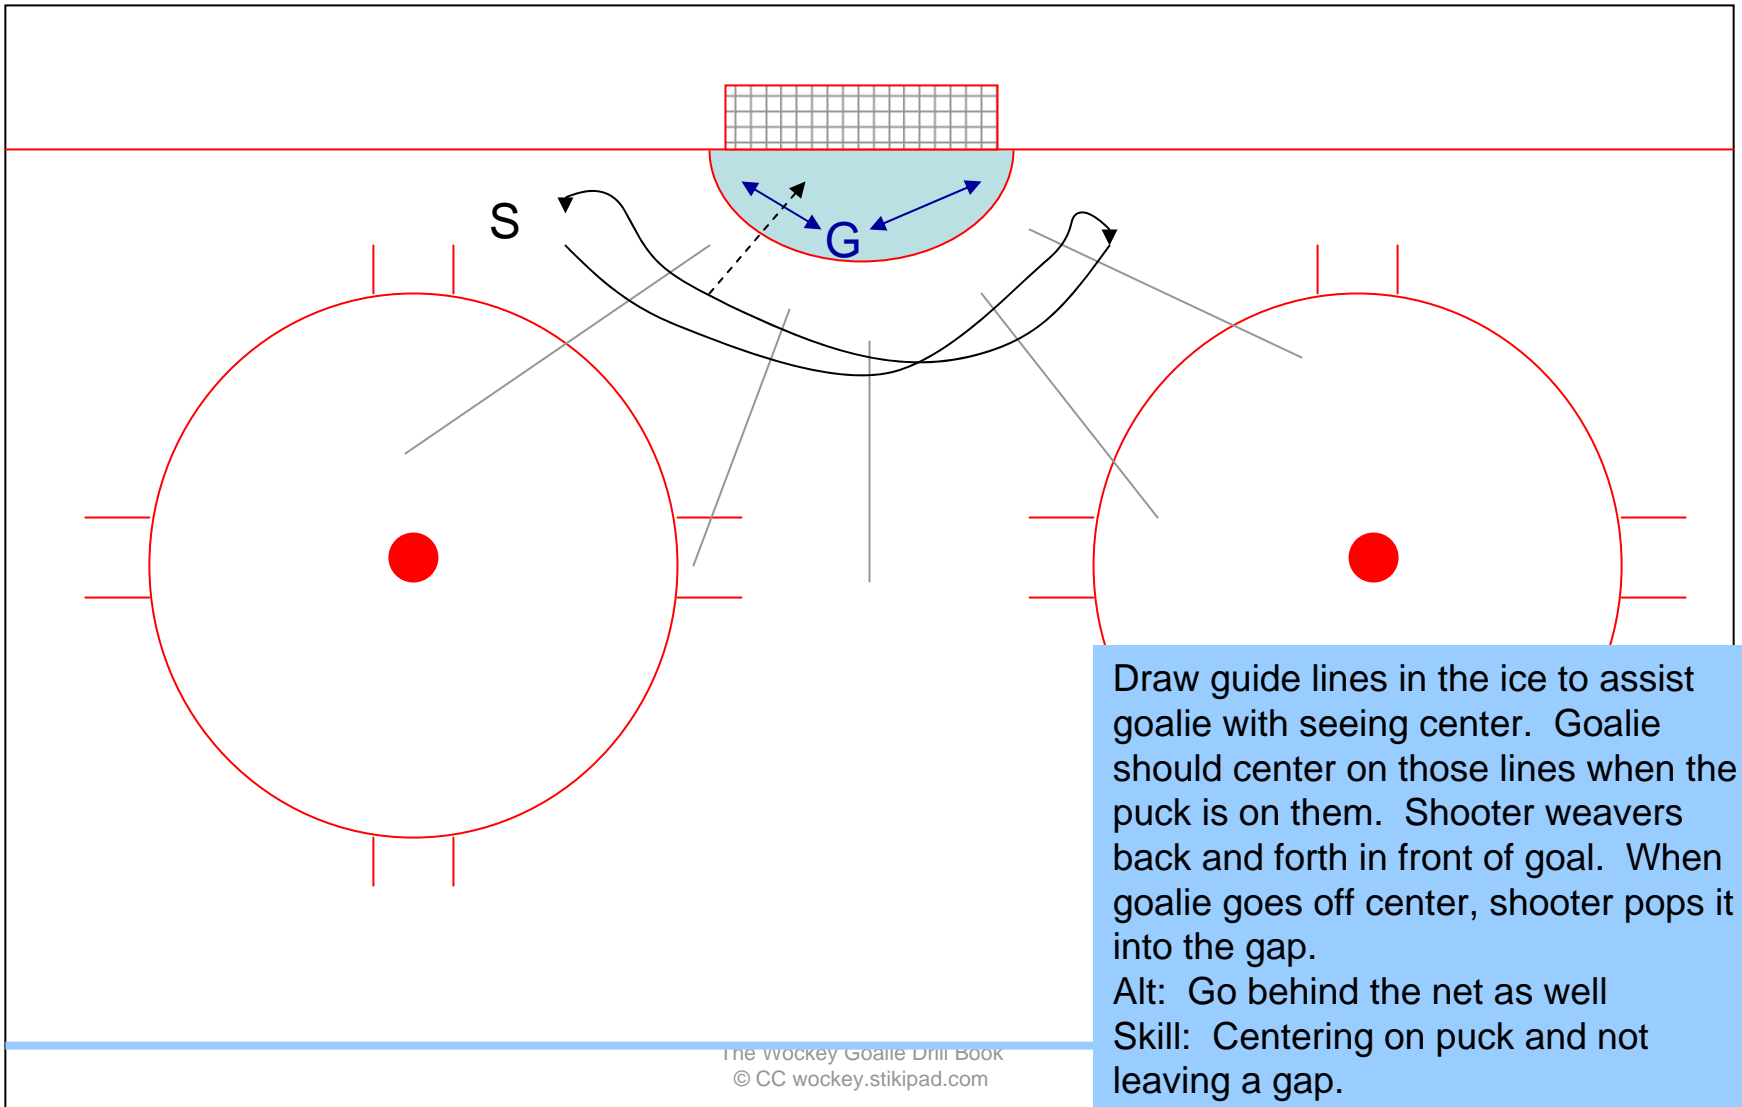 S
G
Draw guide lines in the ice to assist
goalie with seeing center.  Goalie
should center on those lines when the
puck is on them.  Shooter weavers
back and forth in front of goal.  When
goalie goes off center, shooter pops it
into the gap.
Alt:  Go behind the net as well
Skill:  Centering on puck and not
leaving a gap.
The Wockey Goalie Drill Book
© CC wockey.stikipad.com